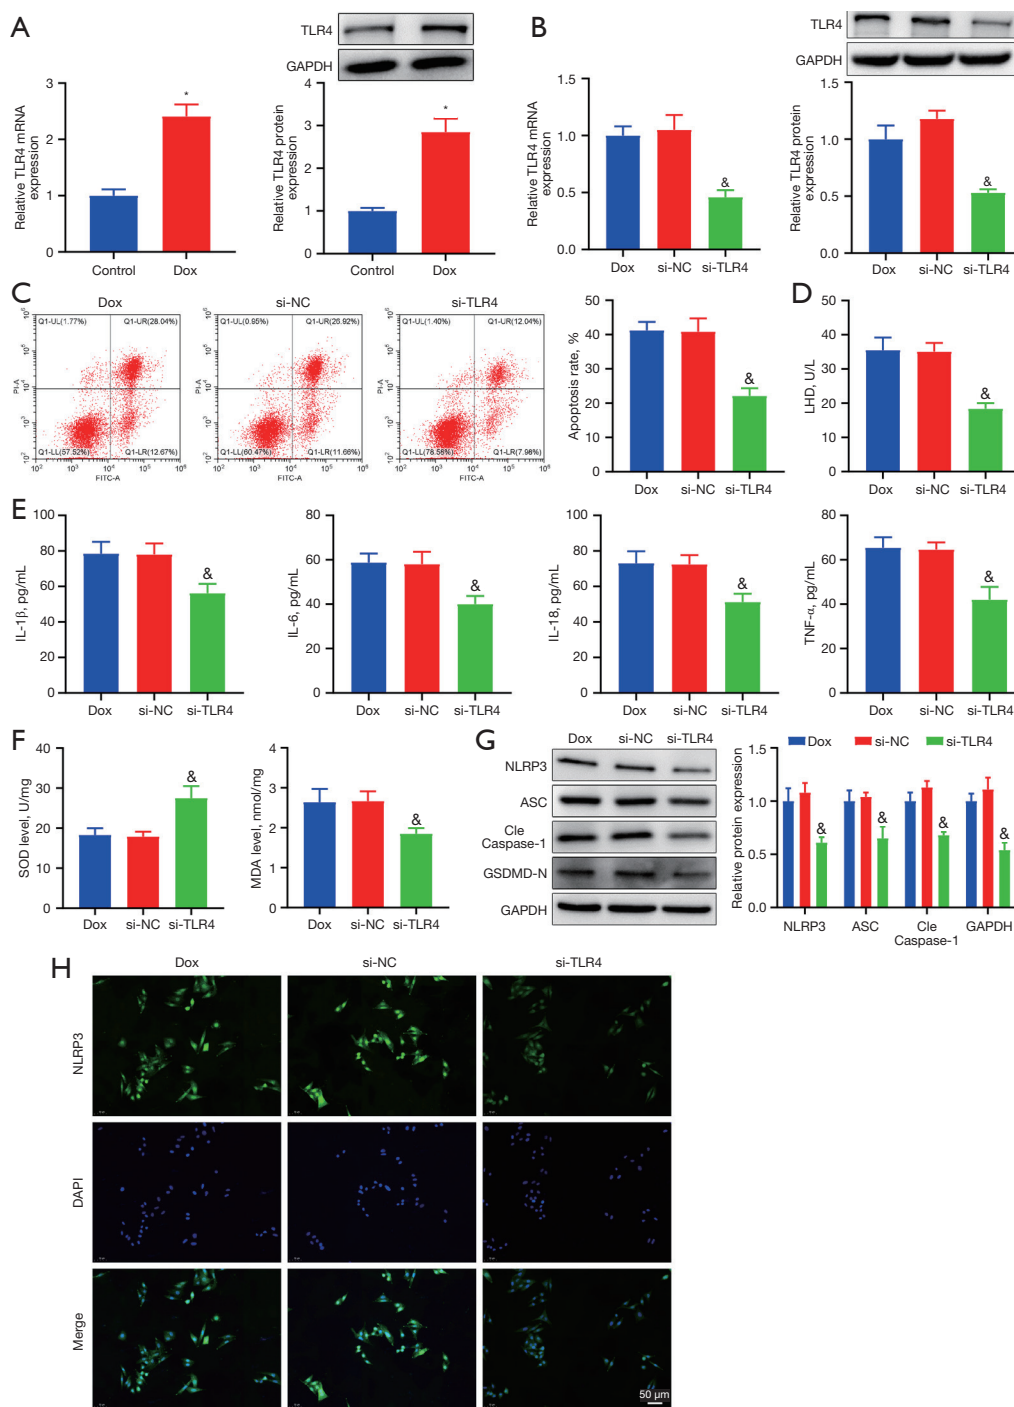 A
TLR4
GAPDH
Relative TLR4 mRNA
expression
3
2
1
0
*
Control
Dox
Relative TLR4 protein
expression
4
3
2
1
0
*
Control
Dox
B
TLR4
GAPDH
Relative TLR4 mRNA
expression
1.5
1.0
0.5
0.0
&
Dox
si-NC
si-TLR4
Relative TLR4 protein
expression
1.5
1.0
0.5
0.0
&
Dox
si-NC
si-TLR4
C
Dox
si-NC
si-TLR4
Q1-UL(1.77%)
Q1-UR(28.04%)
Q1-LL(57.52%)
Q1-LR(12.67%)
PI-A
FITC-A
Q1-UL(0.95%)
Q1-UR(26.92%)
Q1-LL(60.47%)
Q1-LR(11.66%)
PI-A
FITC-A
Q1-UL(1.40%)
Q1-UR(12.04%)
Q1-LL(78.58%)
Q1-LR(7.98%)
PI-A
FITC-A
Apoptosis rate, %
50
40
30
20
10
0
&
Dox
si-NC
si-TLR4
D
LHD, U/L
50
40
30
20
10
0
&
Dox
si-NC
si-TLR4
E
IL-1β, pg/mL
100
80
60
40
20
0
&
Dox
si-NC
si-TLR4
IL-6, pg/mL
80
60
40
20
0
&
Dox
si-NC
si-TLR4
IL-18, pg/mL
100
80
60
40
20
0
&
Dox
si-NC
si-TLR4
TNF-α, pg/mL
80
60
40
20
0
&
Dox
si-NC
si-TLR4
F
SOD level, U/mg
40
30
20
10
0
&
Dox
si-NC
si-TLR4
MDA level, nmol/mg
4
3
2
1
0
&
Dox
si-NC
si-TLR4
G
Dox
si-NC
si-TLR4
NLRP3
ASC
Cle
Caspase-1
GSDMD-N
GAPDH
Dox
si-NC
si-TLR4
Relative protein expression
1.5
1.0
0.5
0.0
&
&
&
&
NLRP3
ASC
Cle
Caspase-1
GAPDH
H
Dox
si-NC
si-TLR4
NLRP3
DAPI
Merge
50 μm